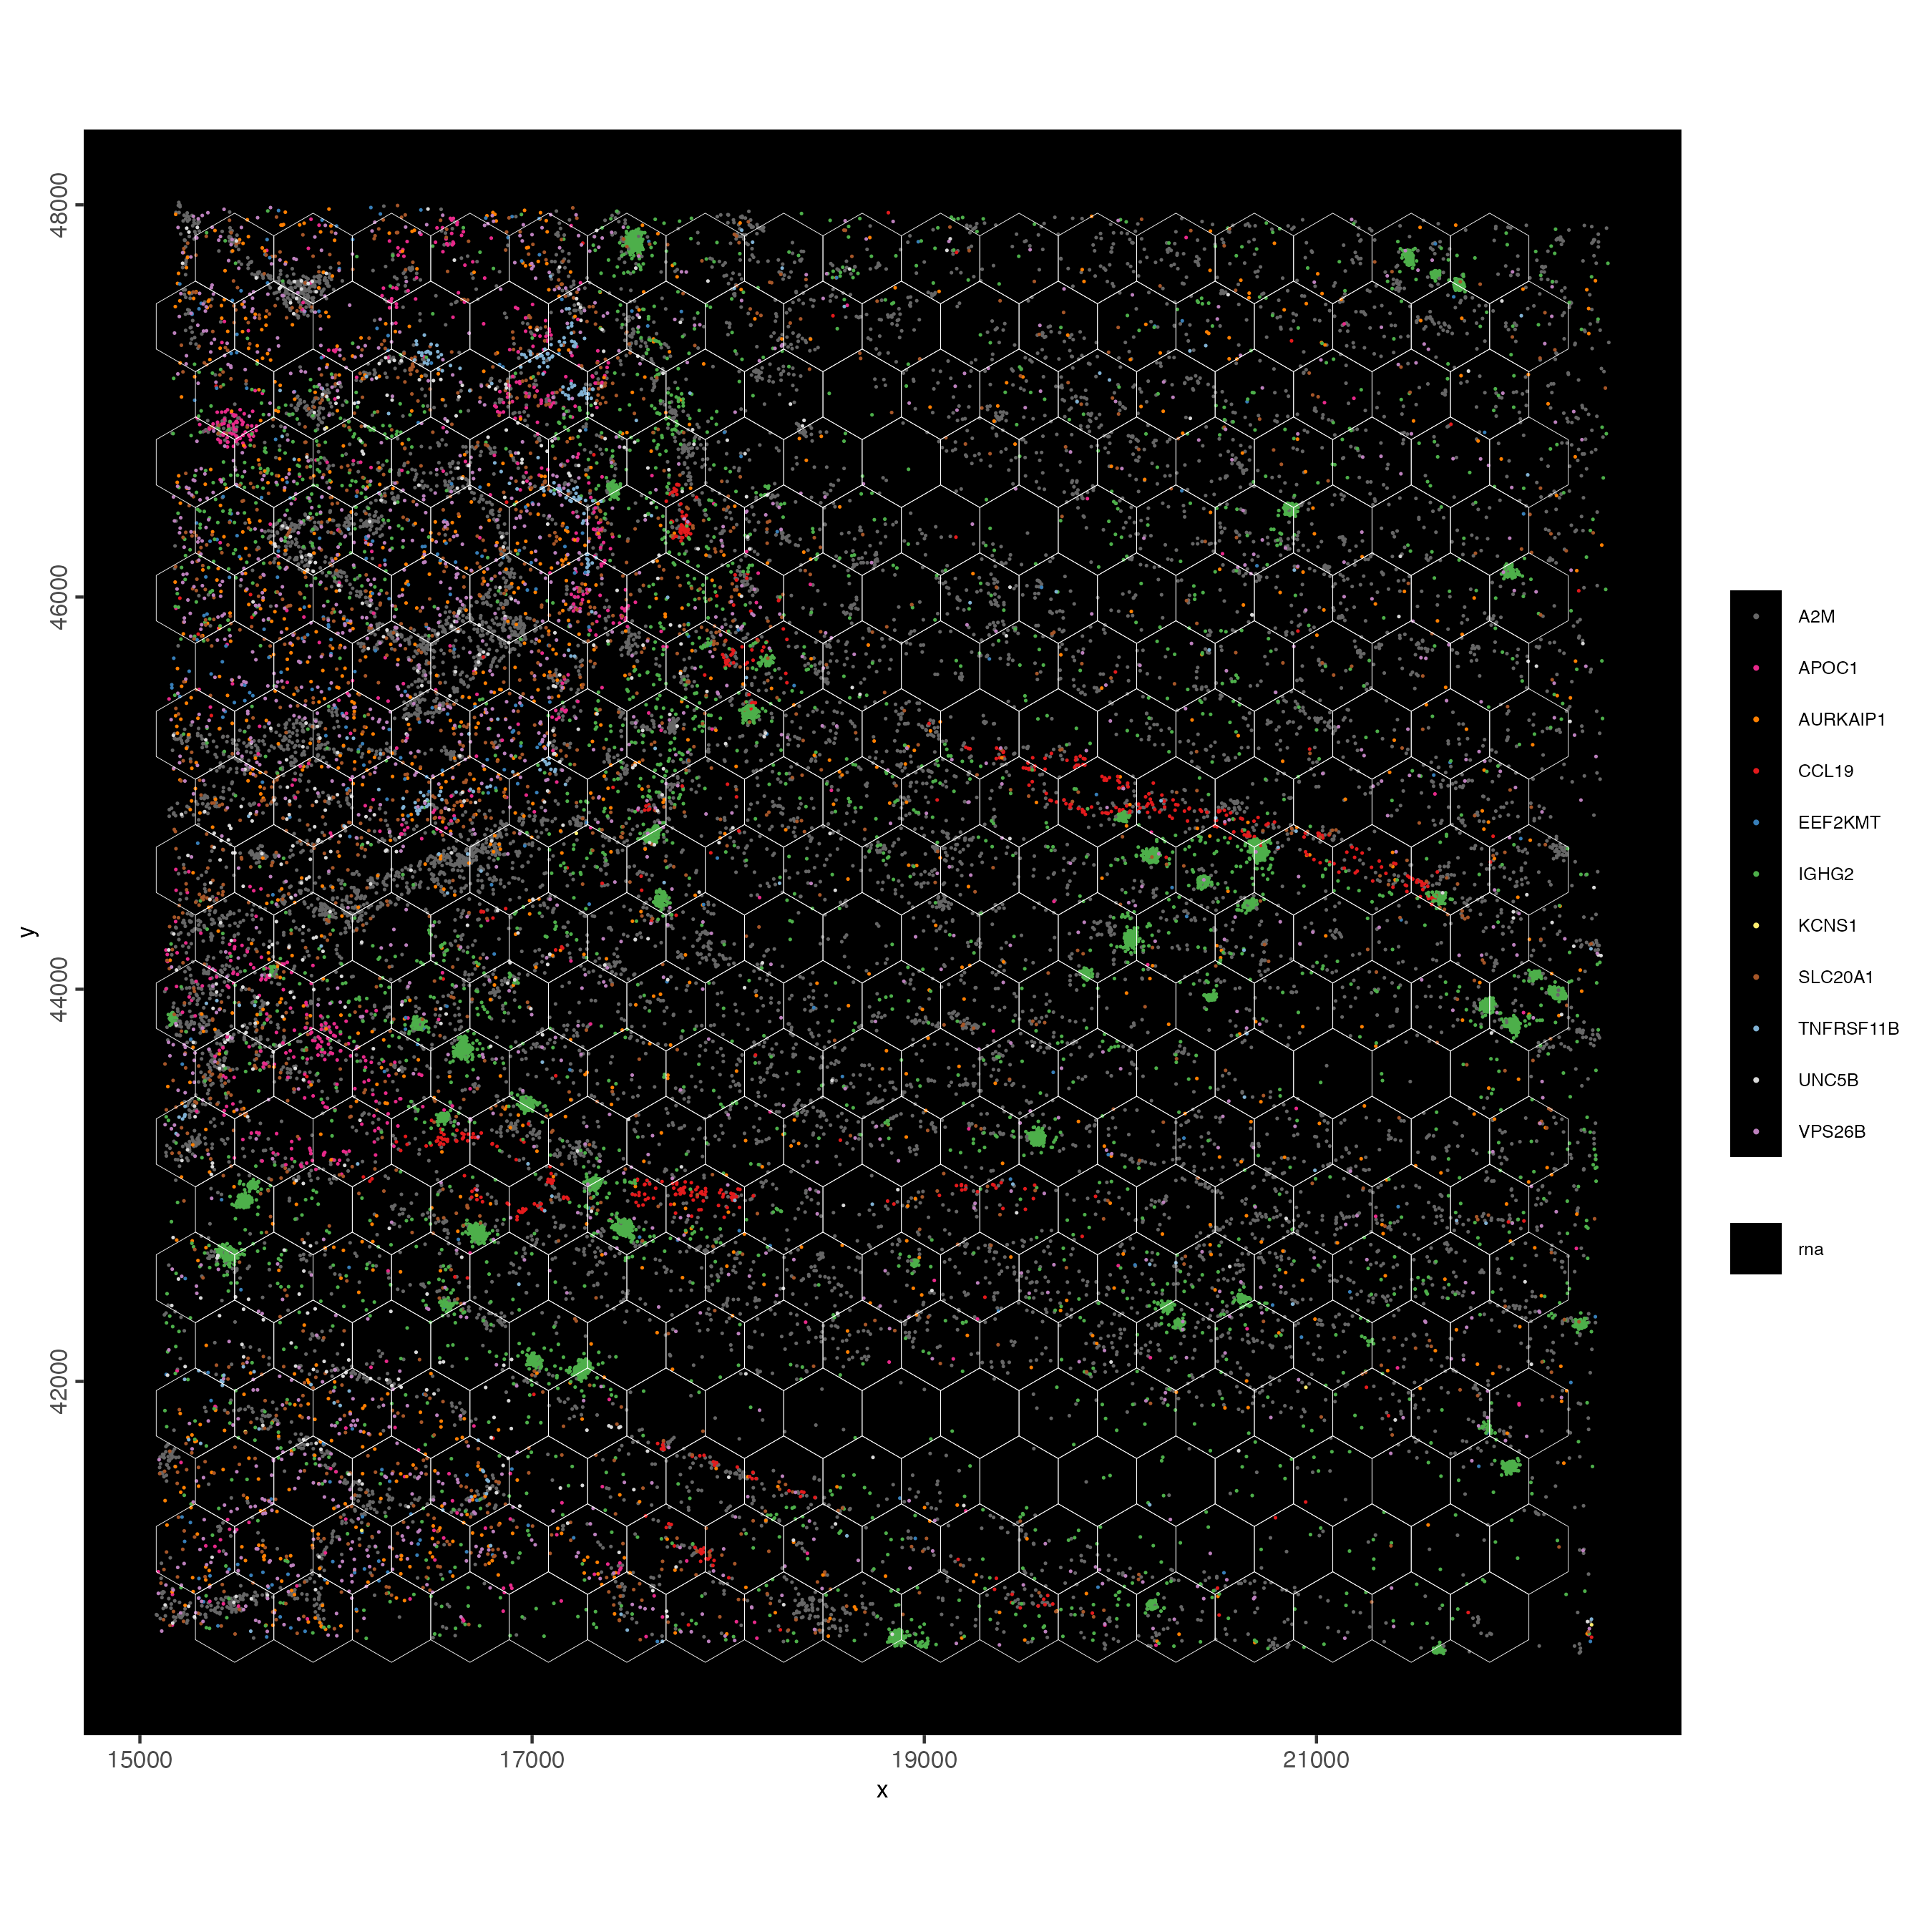 48000
46000
44000
42000
y
15000
17000
19000
21000
x
A2M
APOC1
AURKAIP1
CCL19
EEF2KMT
IGHG2
KCNS1
SLC20A1
TNFRSF11B
UNC5B
VPS26B
rna